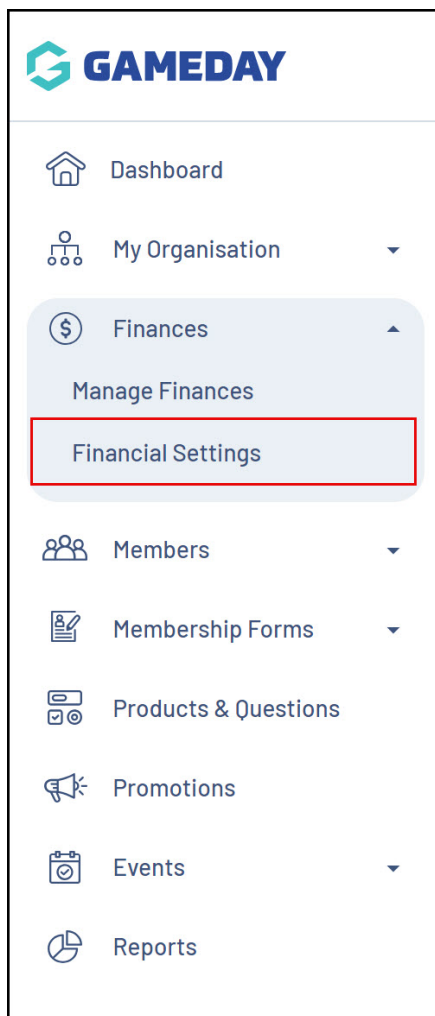 GAMEDAY
Dashboard
My Organisation
Finances
Manage Finances
Financial Settings
Members
Membership Forms
Products & Questions
Promotions
Events
Reports